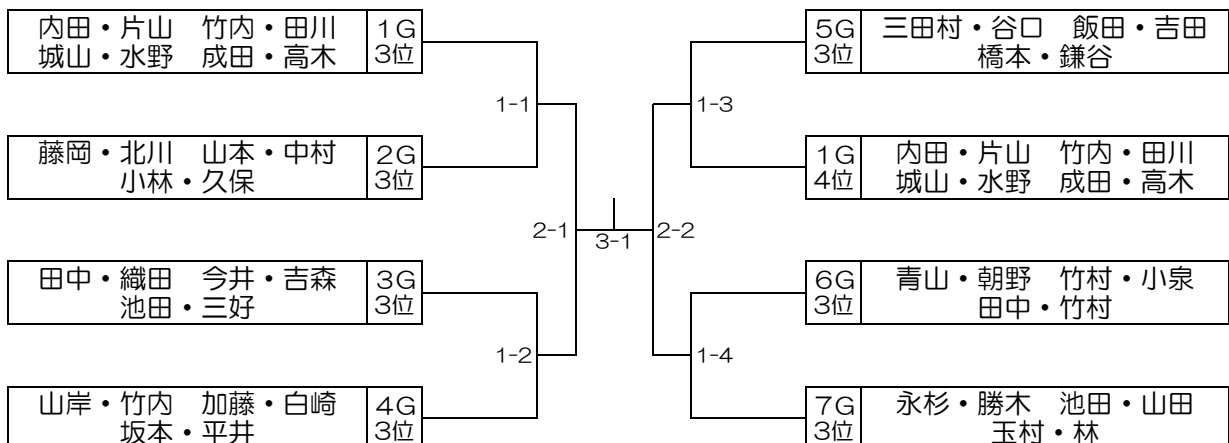 内田・片山　竹内・田川
城山・水野　成田・高木
1G
3位
藤岡・北川　山本・中村
小林・久保
2G
3位
田中・織田　今井・吉森
池田・三好
3G
3位
山岸・竹内　加藤・白崎
坂本・平井
4G
3位
1-1
1-2
2-1
3-1
2-2
1-3
1-4
5G
3位
三田村・谷口　飯田・吉田
橋本・鎌谷
1G
4位
内田・片山　竹内・田川
城山・水野　成田・高木
6G
3位
青山・朝野　竹村・小泉
田中・竹村
7G
3位
永杉・勝木　池田・山田
玉村・林